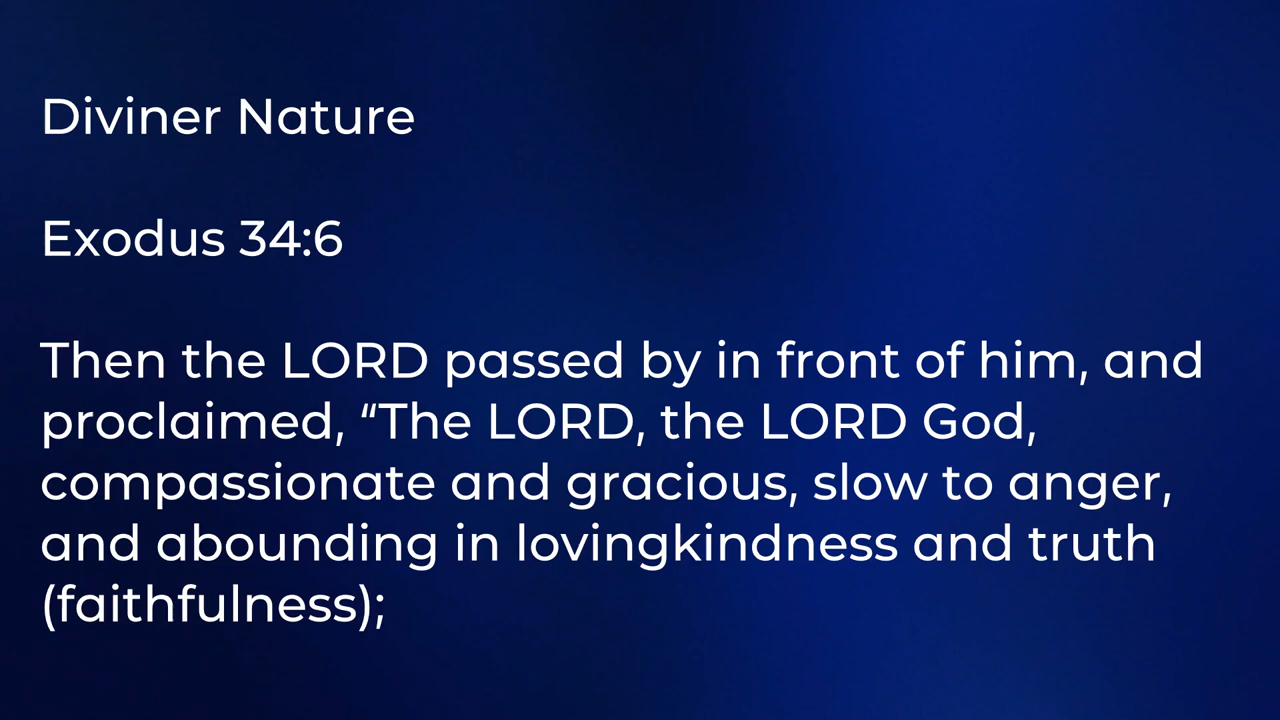 Diviner Nature
Exodus 34:6
Then the LORD passed by in front of him, and
proclaimed, “The LORD, the LORD God,
compassionate and gracious, slow to anger,
and abounding in lovingkindness and truth
(faithfulness);